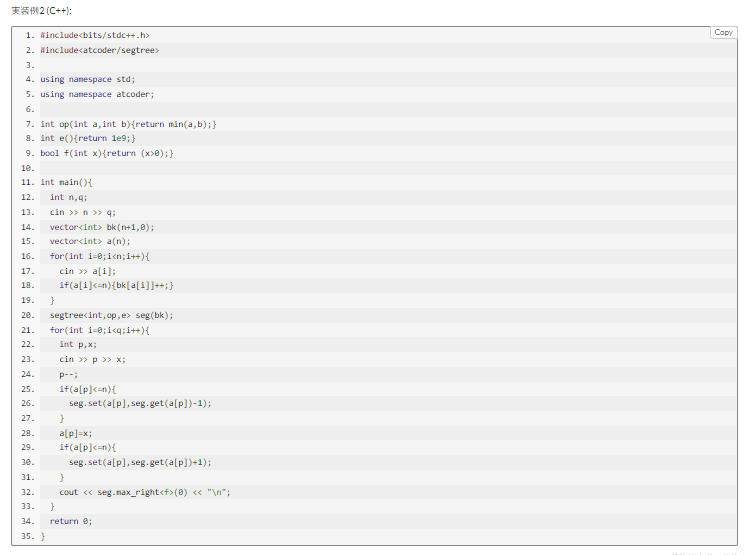 実装例2 (C++):
Copy
1. #include<bits/stdc++.h>
2. #include<atcoder/segtree>
3.
4. using namespace std;
5. using namespace atcoder;
6.
7. int op(int a,int b){return min(a,b);}
8. int e(){return 1e9;}
9. bool f(int x){return (x>0);}
10.
11. int main(){
12.   int n,q;
13.   cin >> n >> q;
14.   vector<int> bk(n+1,0);
15.   vector<int> a(n);
16.   for(int i=0;i<n;i++){
17.     cin >> a[i];
18.     if(a[i]<=n){bk[a[i]]++;}
19.   }
20.   segtree<int,op,e> seg(bk);
21.   for(int i=0;i<q;i++){
22.     int p,x;
23.     cin >> p >> x;
24.     p--;
25.     if(a[p]<=n){
26.       seg.set(a[p],seg.get(a[p])-1);
27.     }
28.     a[p]=x;
29.     if(a[p]<=n){
30.       seg.set(a[p],seg.get(a[p])+1);
31.     }
32.     cout << seg.max_right<f>(0) << "\n";
33.   }
34.   return 0;
35. }